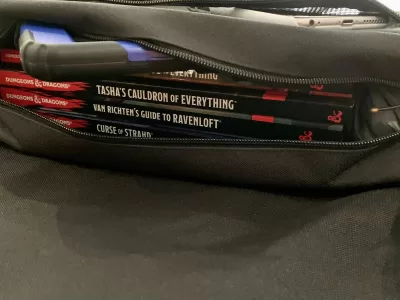 EVERYTHING
DUNGEONS & DRAGONS
TASHA'S CAULDRON OF EVERYTHING
DUNGEONS & DRAGONS
VAN RICHTEN'S GUIDE TO RAVENLOFT
CURSE OF STRAHD
&
&